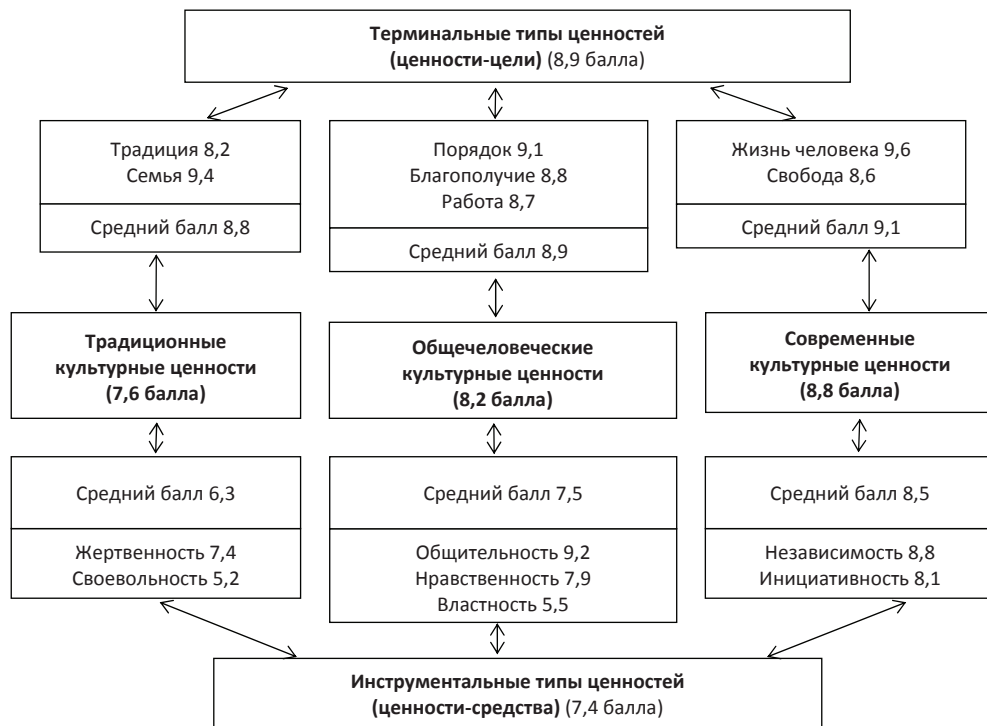 Терминальные типы ценностей
(ценности-цели) (8,9 балла)
Традиция 8,2
Семья 9,4
Средний балл 8,8
Порядок 9,1
Благополучие 8,8
Работа 8,7
Средний балл 8,9
Жизнь человека 9,6
Свобода 8,6
Средний балл 9,1
Традиционные
культурные ценности
(7,6 балла)
Общечеловеческие
культурные ценности
(8,2 балла)
Современные
культурные ценности
(8,8 балла)
Средний балл 6,3
Жертвенность 7,4
Своевольность 5,2
Средний балл 7,5
Общительность 9,2
Нравственность 7,9
Властность 5,5
Средний балл 8,5
Независимость 8,8
Инициативность 8,1
Инструментальные типы ценностей
(ценности-средства) (7,4 балла)